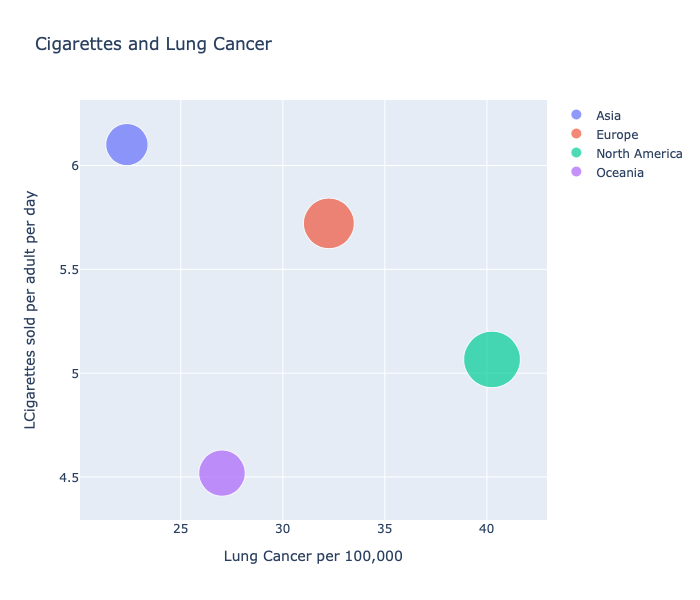 Cigarettes and Lung Cancer
Asia
Europe
North America
Oceania
LCigarettes sold per adult per day
6
5.5
5
4.5
25
30
35
40
Lung Cancer per 100,000